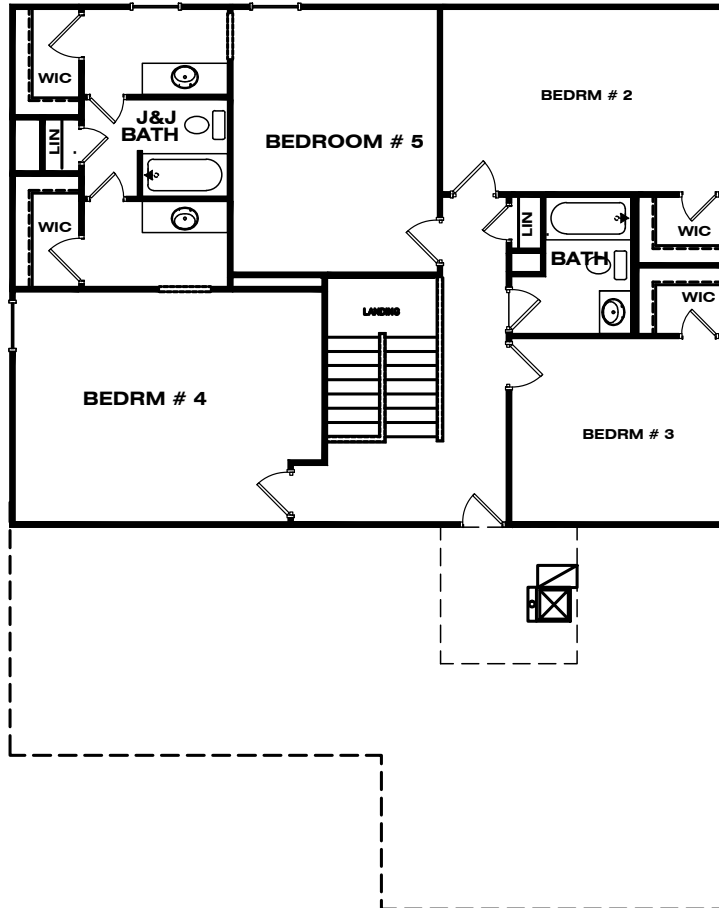 WIC
J&J
BATH
LIN
WIC
BEDROOM # 5
BEDRM # 2
LIN
BATH
WIC
WIC
LANDING
BEDRM # 4
BEDRM # 3